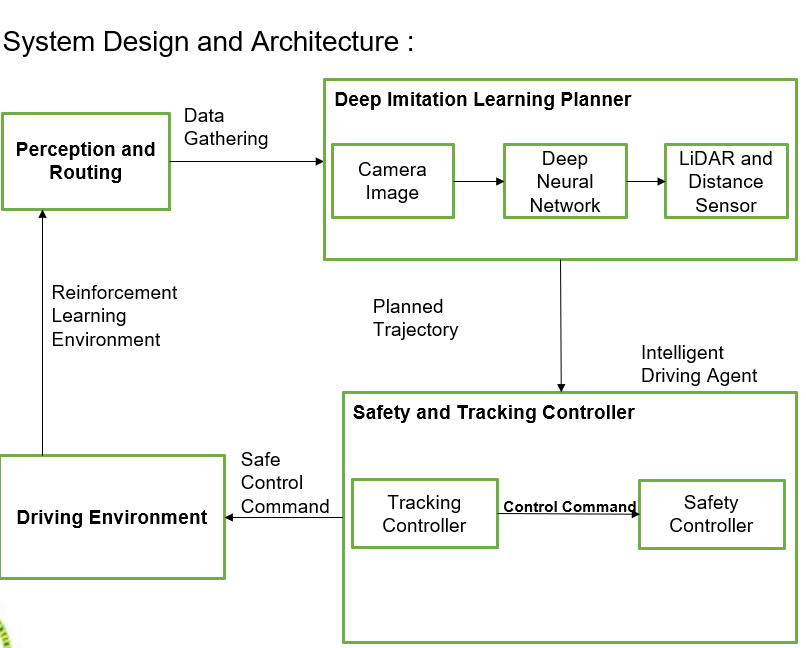 System Design and Architecture :
Data
Gathering
Deep Imitation Learning Planner
Perception and
Routing
Camera
Image
Deep
Neural
Network
LiDAR and
Distance
Sensor
Reinforcement
Learning
Environment
Planned
Trajectory
Intelligent
Driving Agent
Safety and Tracking Controller
Safe
Control
Command
Driving Environment
Tracking
Controller
Control Command
Safety
Controller